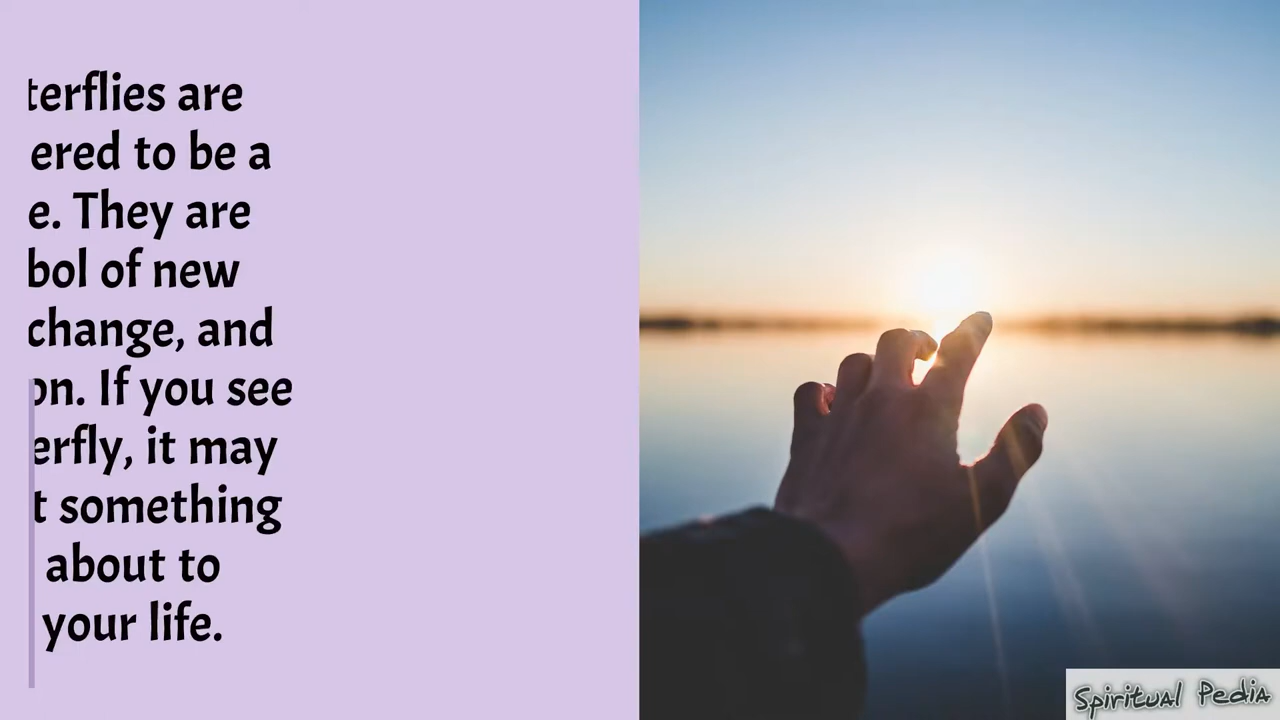 terflies are
ered to be a
e. They are
bol of new
change, and
on. If you see
erfly, it may
t something
about to
your life.
Spiritual Pedia